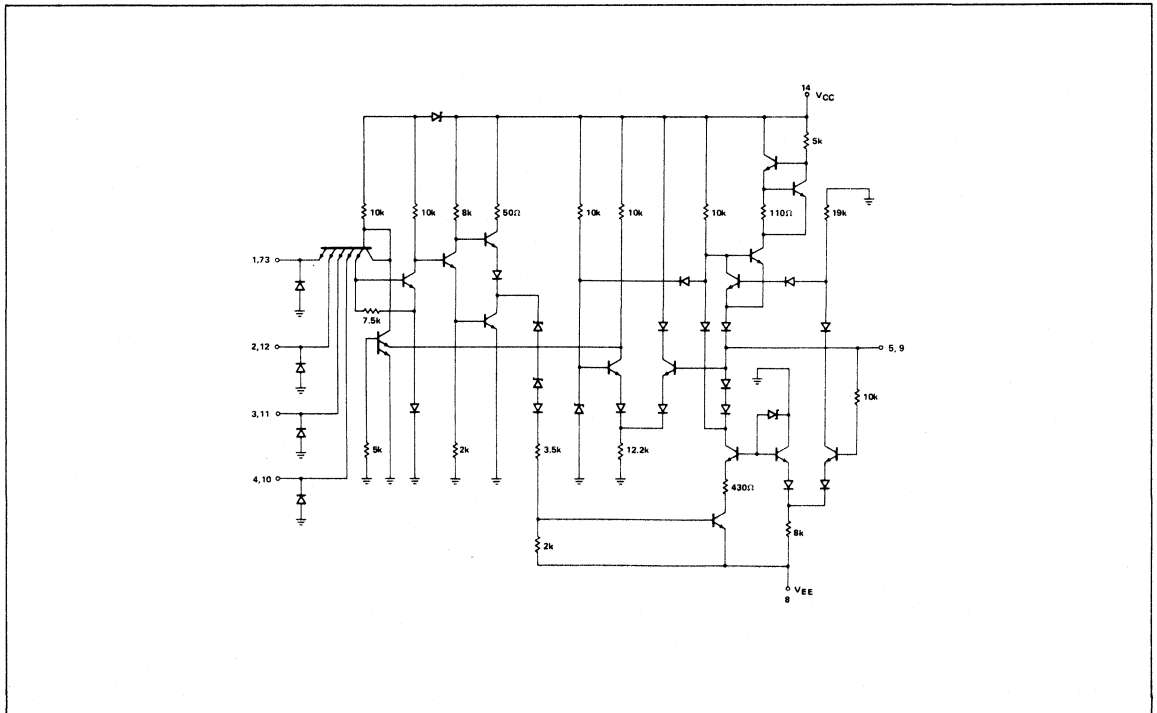 14
VCC
5k
10k
10k
8k
50Ω
10k
10k
10k
110Ω
19k
1,73
7.5k
2,12
5, 9
10k
3,11
5k
2k
3.5k
12.2k
4,10
430Ω
8k
2k
VEE
8